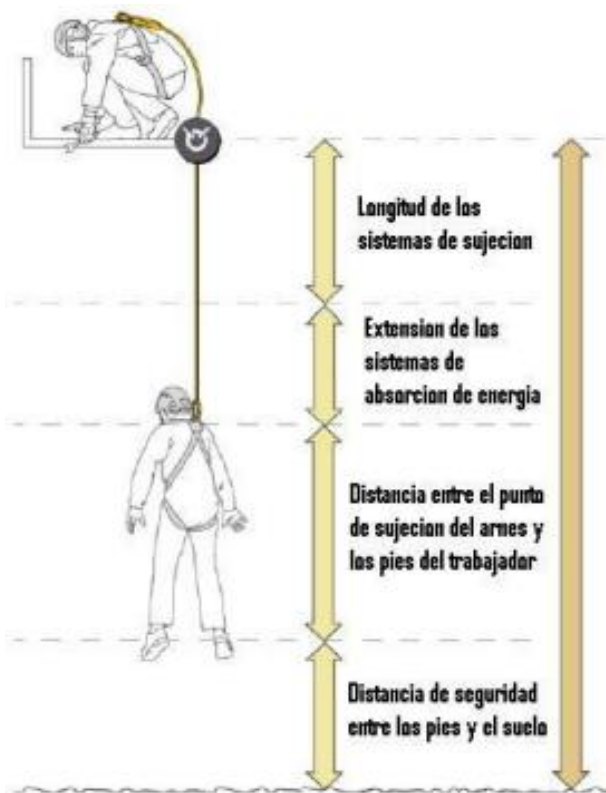 Longitud de los
sistemas de sujecion
Extension de los
sistemas de
absorcion de energia
Distancia entre el punto
de sujecion del arnes y
los pies del trabajador
Distancia de seguridad
entre los pies y el suelo